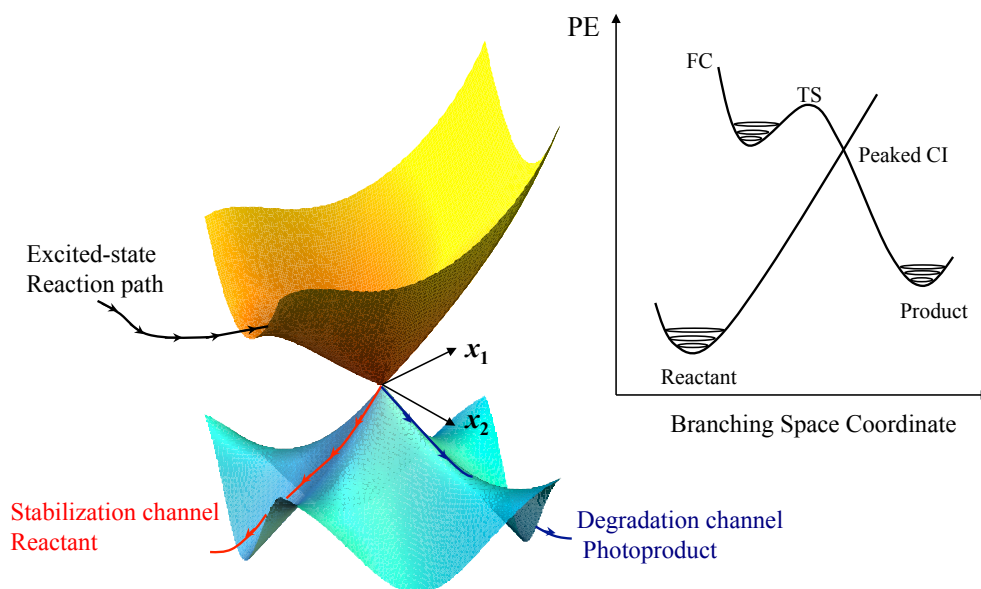 PE
FC
TS
Peaked CI
Product
Reactant
Branching Space Coordinate
Excited-state
Reaction path
x1
x2
Stabilization channel
Reactant
Degradation channel
Photoproduct